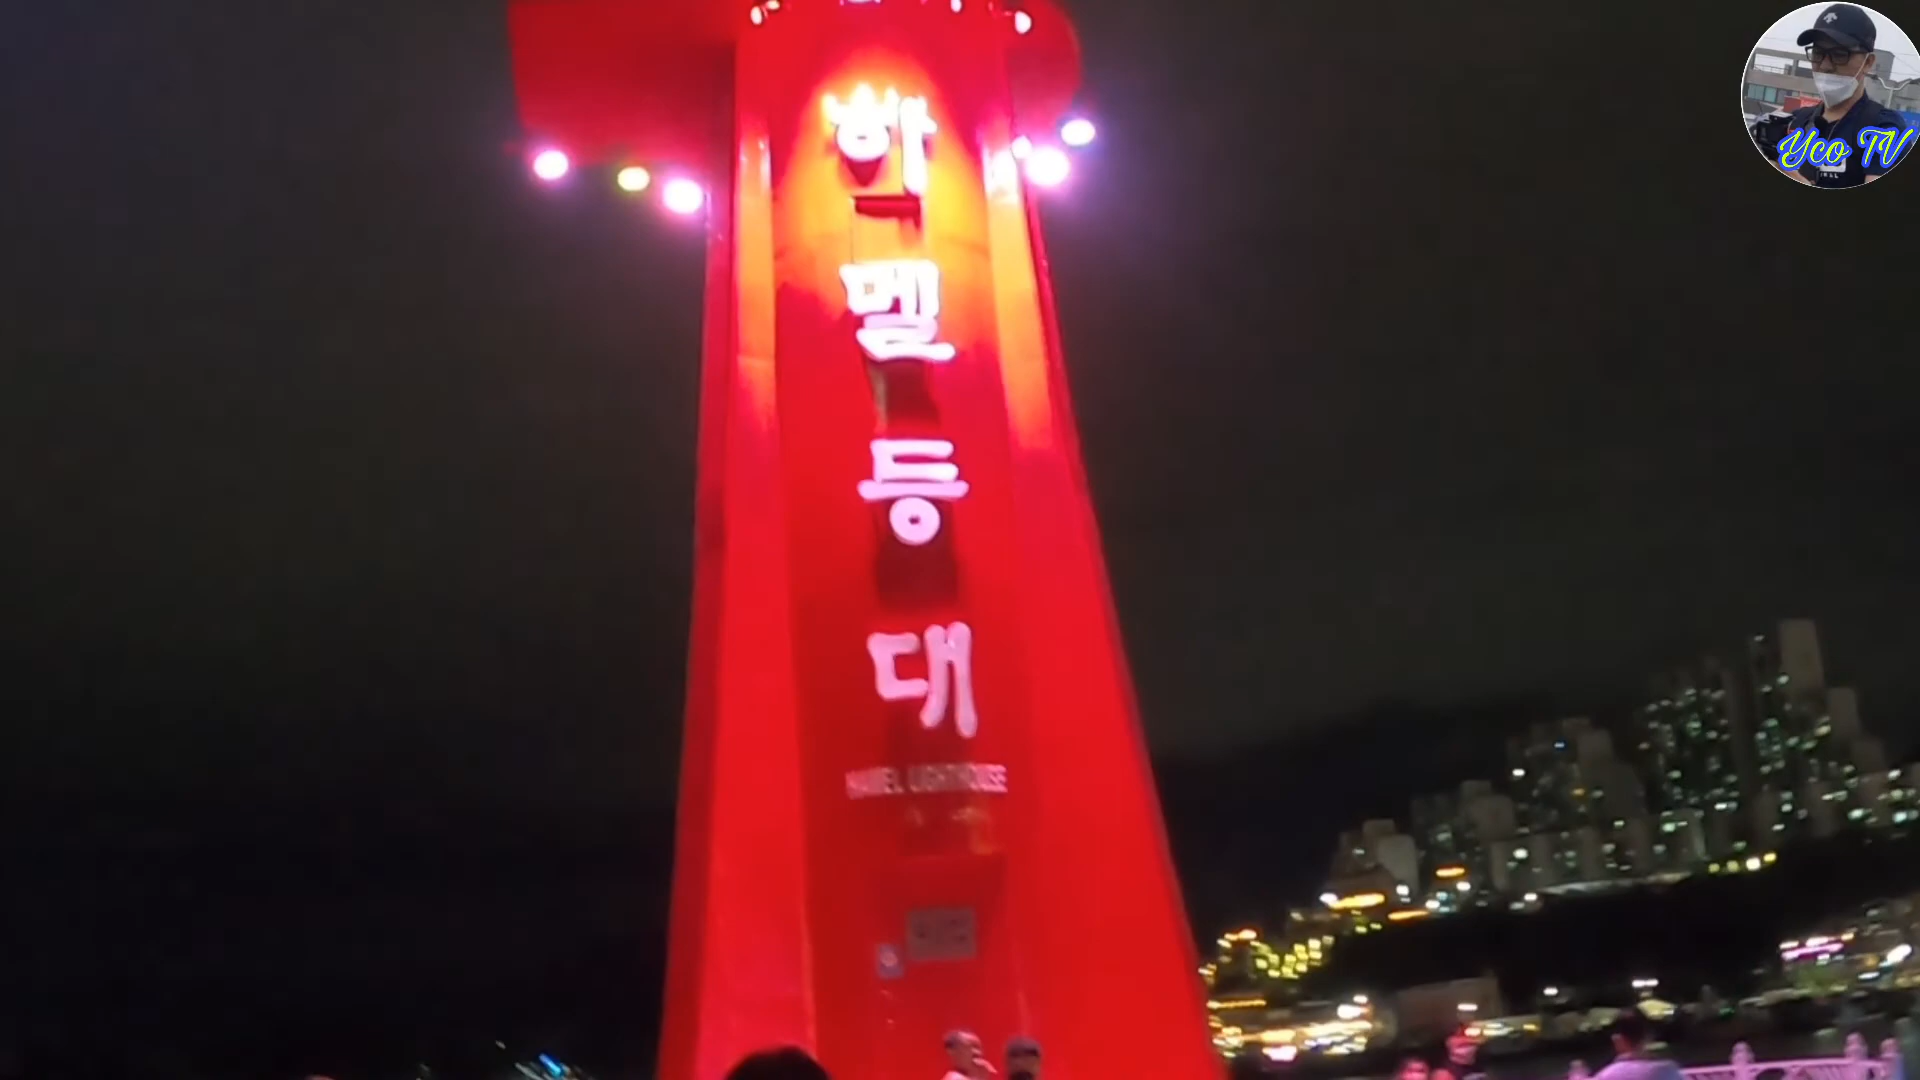 하멜등대
HAMEL LIGHTHOUSE
Yco TV